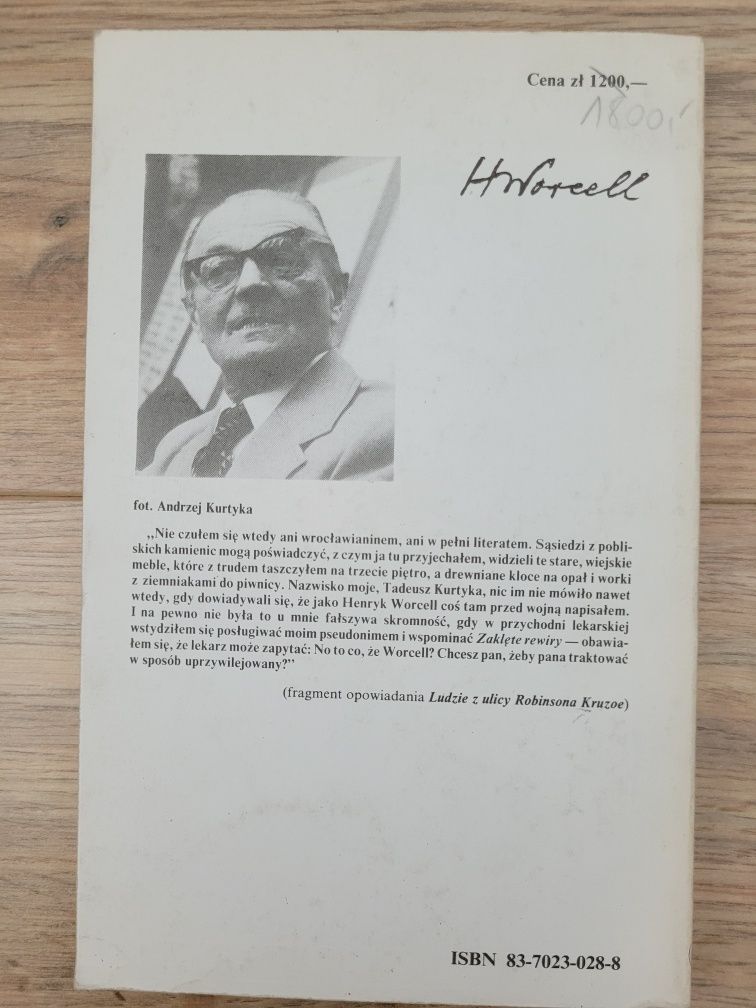 Cena zł 1200,—
1800,-
HWorcell
fot. Andrzej Kurtyka
„Nie czułem się wtedy ani wrocławianinem, ani w pełni literatem. Sąsiedzi z pobli-
skich kamienic mogą poświadczyć, z czym ja tu przyjechałem, widzieli te stare, wiejskie
meble, które z trudem taszczyłem na trzecie piętro, a drewniane kloce na opał i worki
z ziemniakami do piwnicy. Nazwisko moje, Tadeusz Kurtyka, nic im nie mówiło nawet
wtedy, gdy dowiadywali się, że jako Henryk Worcell coś tam przed wojną napisałem.
I na pewno nie była to u mnie fałszywa skromność, gdy w przychodni lekarskiej
wstydziłem się posługiwać moim pseudonimem i wspominać Zaklęte rewiry — obawia-
łem się, że lekarz może zapytać: No to co, że Worcell? Chcesz pan, żeby pana traktować
w sposób uprzywilejowany?”
(fragment opowiadania Ludzie z ulicy Robinsona Kruzoe)
ISBN 83-7023-028-8